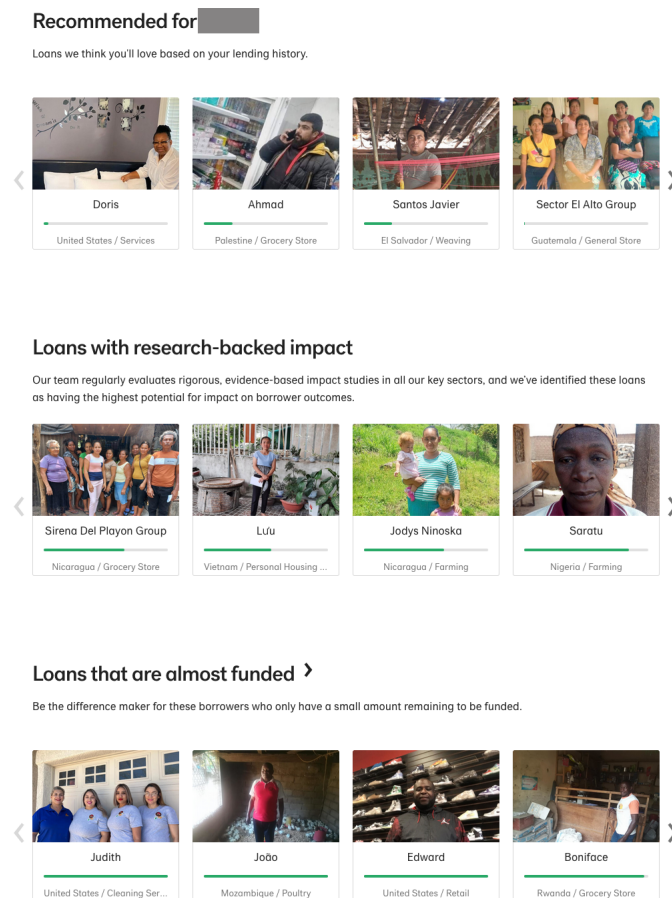 Recommended for
Loans we think you'll love based on your lending history.
Doris
United States / Services
Ahmad
Palestine / Grocery Store
Santos Javier
El Salvador / Weaving
Sector El Alto Group
Guatemala / General Store
Loans with research-backed impact
Our team regularly evaluates rigorous, evidence-based impact studies in all our key sectors, and we've identified these loans
as having the highest potential for impact on borrower outcomes.
Sirena Del Playon Group
Nicaragua / Grocery Store
Lưu
Vietnam / Personal Housing ...
Jodys Ninoska
Nicaragua / Farming
Saratu
Nigeria / Farming
Loans that are almost funded
Be the difference maker for these borrowers who only have a small amount remaining to be funded.
Judith
United States / Cleaning Ser...
João
Mozambique / Poultry
Edward
United States / Retail
Boniface
Rwanda / Grocery Store